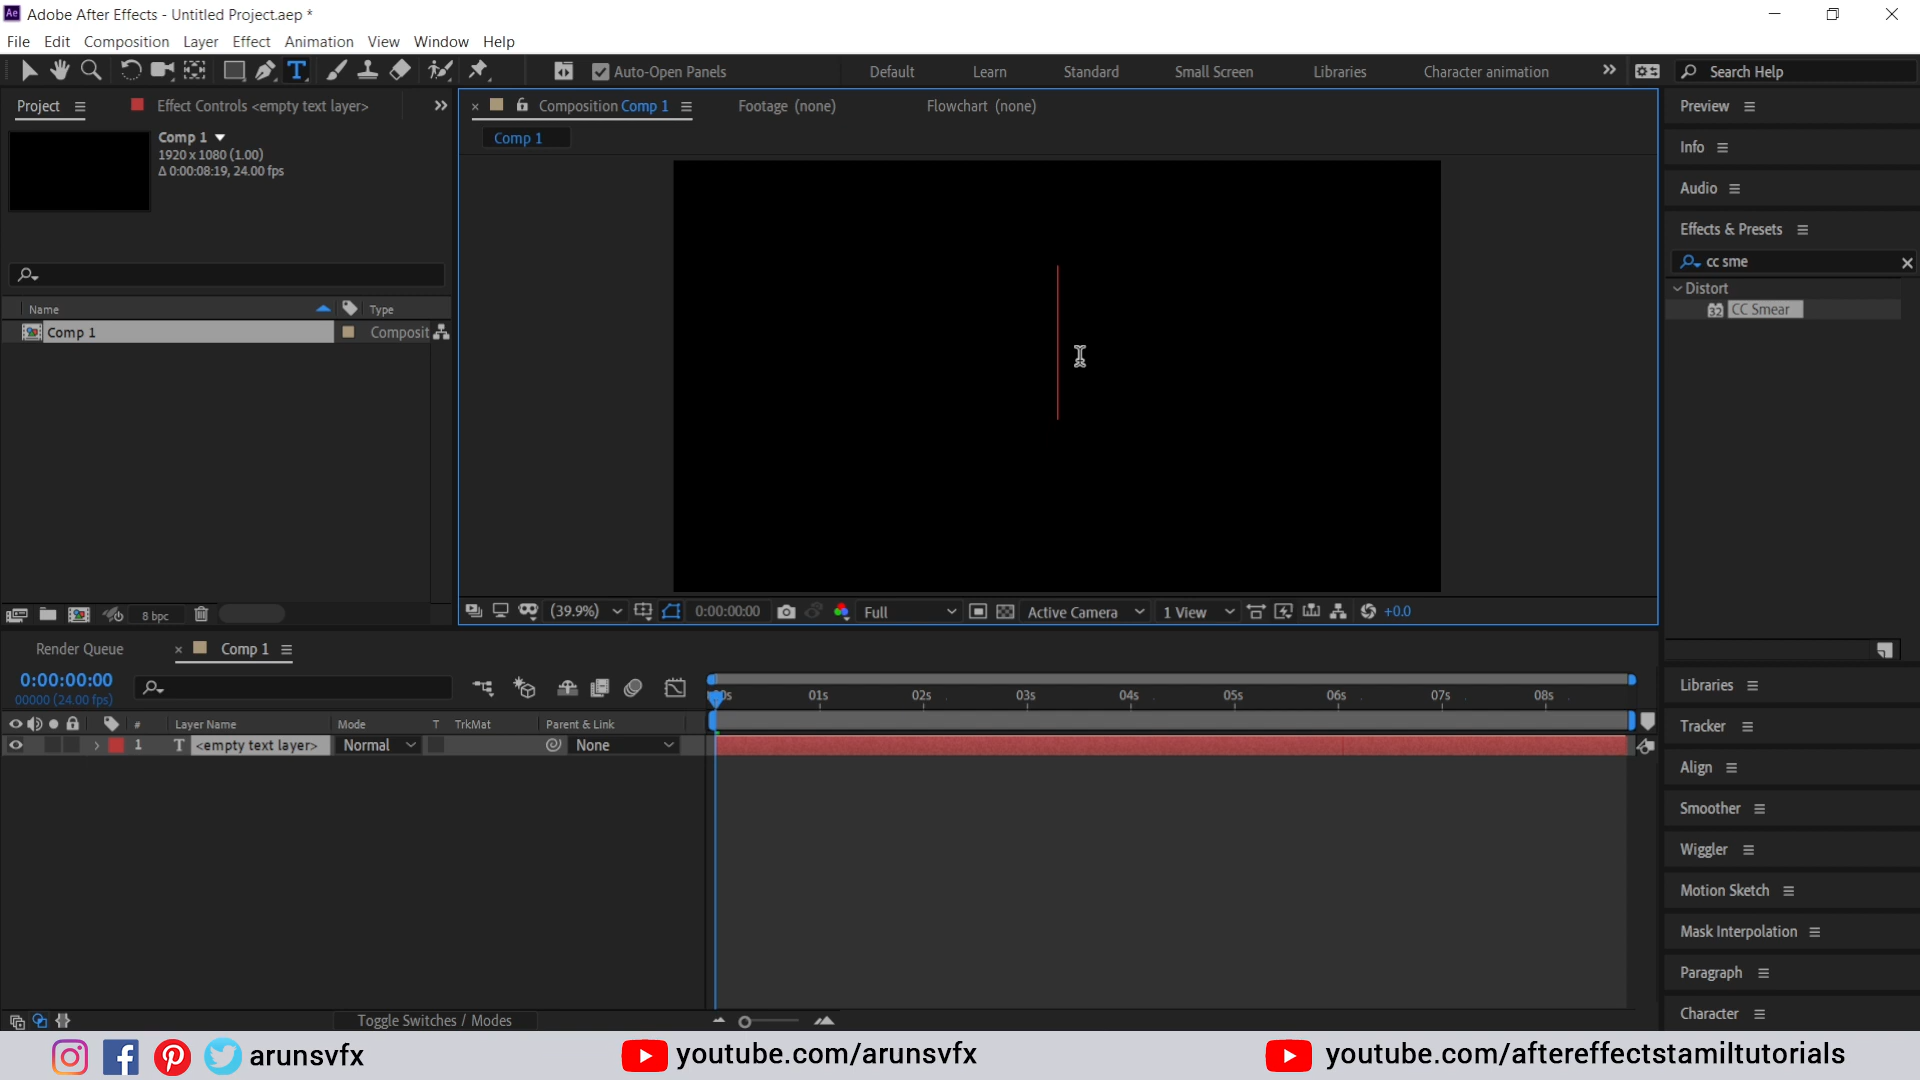 Adobe After Effects - Untitled Project.aep *
File Edit Composition Layer Effect Animation View Window Help
Auto-Open Panels Default Learn Standard Small Screen Libraries Character animation Search Help
Project Effect Controls <empty text layer>
Composition Comp 1 Footage (none) Flowchart (none)
Comp 1
Comp 1
1920 x 1080 (1.00)
Δ 0:00:08:19, 24.00 fps
Name Type
Comp 1 Composit
8 bpc
(39.9%) 0:00:00:00 Full Active Camera 1 View +0.0
Preview
Info
Audio
Effects & Presets
cc sme
Distort
32 CC Smear
Libraries
Tracker
Align
Smoother
Wiggler
Motion Sketch
Mask Interpolation
Paragraph
Character
Render Queue Comp 1
0:00:00:00
00000 (24.00 fps)
01s 02s 03s 04s 05s 06s 07s 08s
# Layer Name Mode T TrkMat Parent & Link
1 T <empty text layer> Normal None
Toggle Switches / Modes
arunsvfx youtube.com/arunsvfx youtube.com/aftereffectstamiltutorials